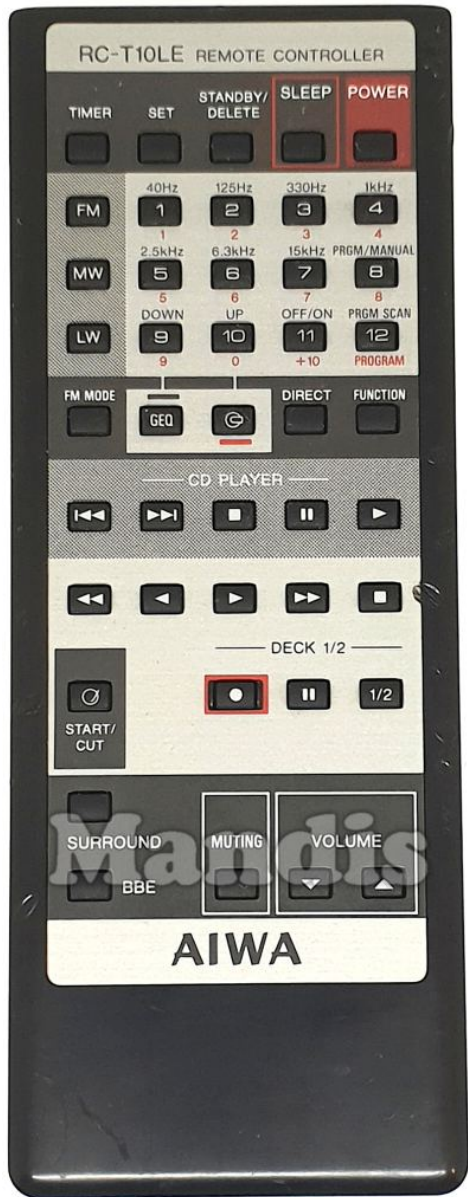 RC-T10LE REMOTE CONTROLLER
TIMER SET STANDBY/ DELETE SLEEP POWER
40Hz 125Hz 330Hz 1kHz
FM 1 2 3 4
1 2 3 4
2.5kHz 6.3kHz 15kHz PRGM/MANUAL
MW 5 6 7 8
5 6 7 8
DOWN UP OFF/ON PRGM SCAN
LW 9 10 11 12
9 0 +10 PROGRAM
FM MODE DIRECT FUNCTION
GEQ
CD PLAYER
DECK 1/2
1/2
START/
CUT
SURROUND MUTING VOLUME
Mandis
BBE
AIWA